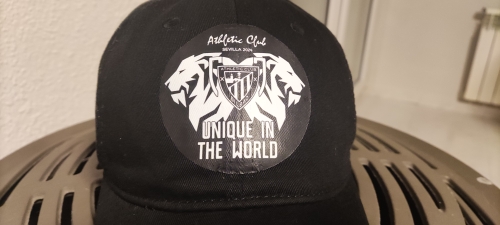 Athletic Club
SEVILLA 2024
UNIQUE IN
THE WORLD